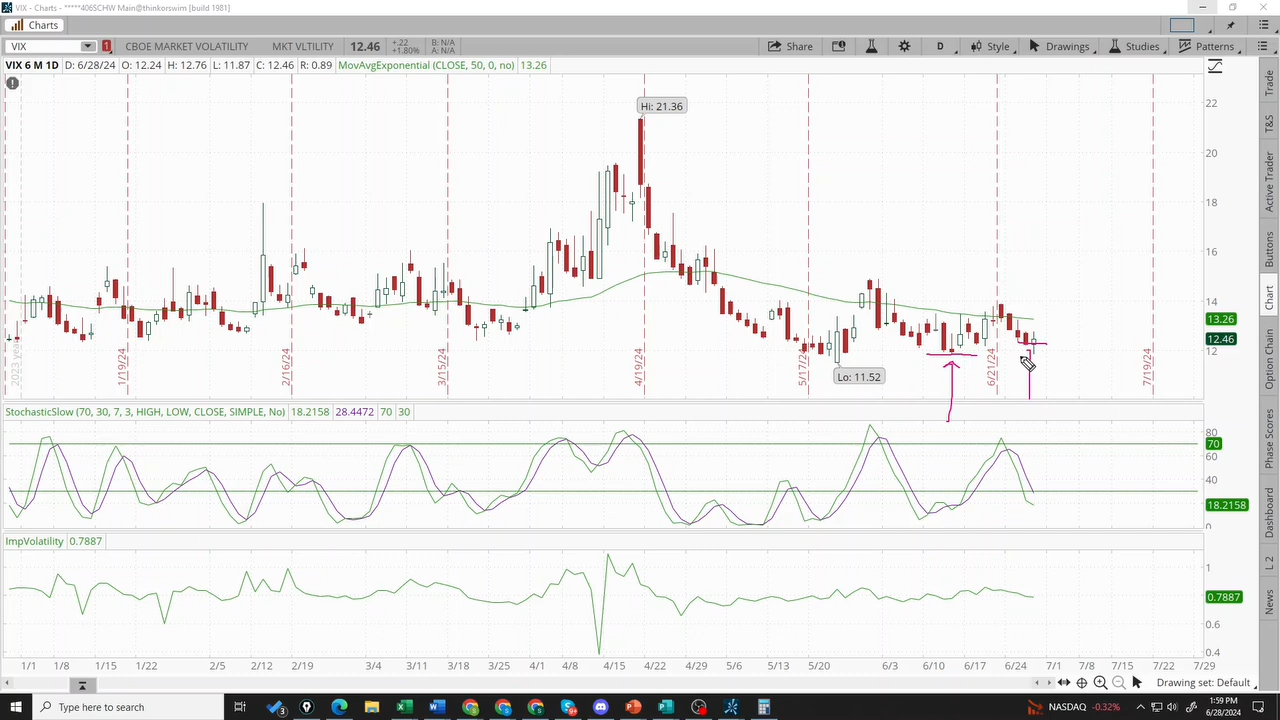 VIX - Charts - *****406SCHW Main@thinkorswim [build 1981]
Charts
VIX 1 CBOE MARKET VOLATILITY MKT VLTILITY 12.46 +.22 +1.80% B: N/A A: N/A Share D Style Drawings Studies Patterns
VIX 6 M 1D D: 6/28/24 O: 12.24 H: 12.76 L: 11.87 C: 12.46 R: 0.89 MovAvgExponential (CLOSE, 50, 0, no) 13.26
22
Hi: 21.36
20
18
16
14
13.26
12.46
12
Lo: 11.52
2023 year
1/19/24
2/16/24
3/15/24
4/19/24
5/17/24
6/21/24
7/19/24
StochasticSlow (70, 30, 7, 3, HIGH, LOW, CLOSE, SIMPLE, No) 18.2158 28.4472 70 30
80
70
60
40
18.2158
0
ImpVolatility 0.7887
1
0.7887
0.6
0.4
1/1 1/8 1/15 1/22 2/5 2/12 2/19 3/4 3/11 3/18 3/25 4/1 4/8 4/15 4/22 4/29 5/6 5/13 5/20 6/3 6/10 6/17 6/24 7/1 7/8 7/15 7/22 7/29
Drawing set: Default
Trade
T&S
Active Trader
Buttons
Chart
Option Chain
Phase Scores
Dashboard
L 2
News
Type here to search
3
NASDAQ -0.32%
1:59 PM
6/28/2024